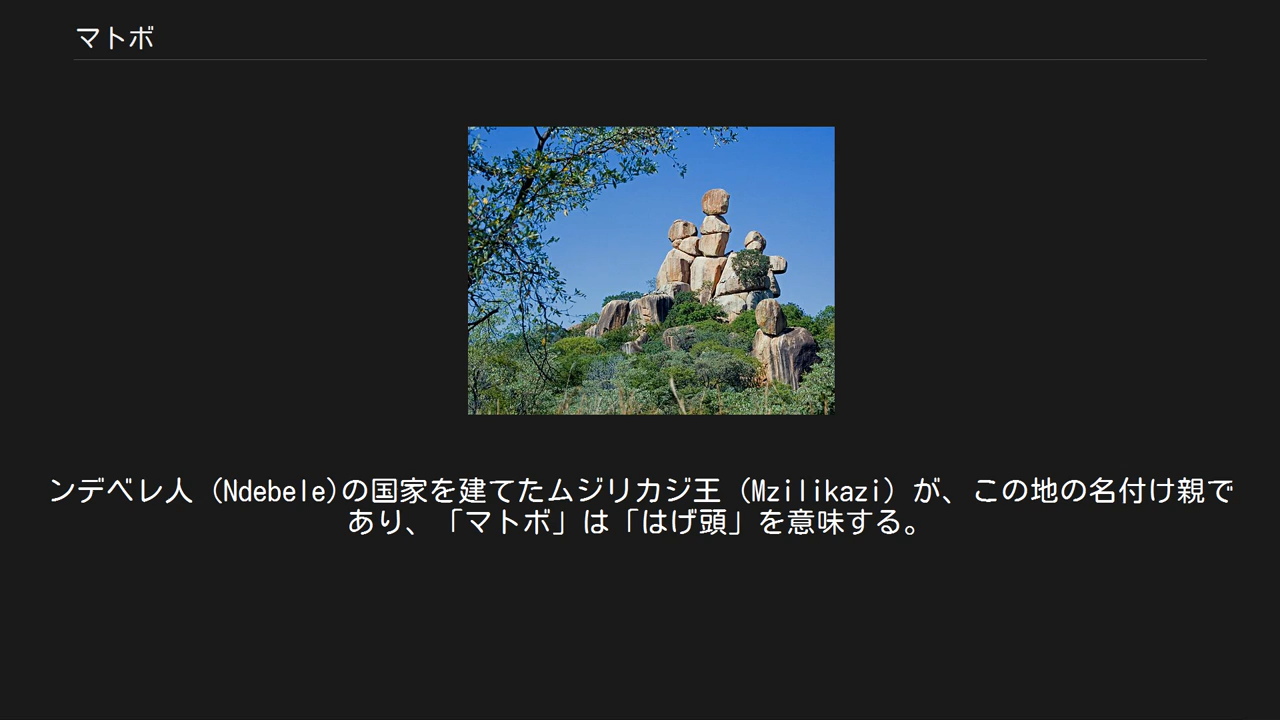 マトボ
ンデベレ人 (Ndebele)の国家を建てたムジリカジ王 (Mzilikazi) が、この地の名付け親で
あり、「マトボ」は「はげ頭」を意味する。